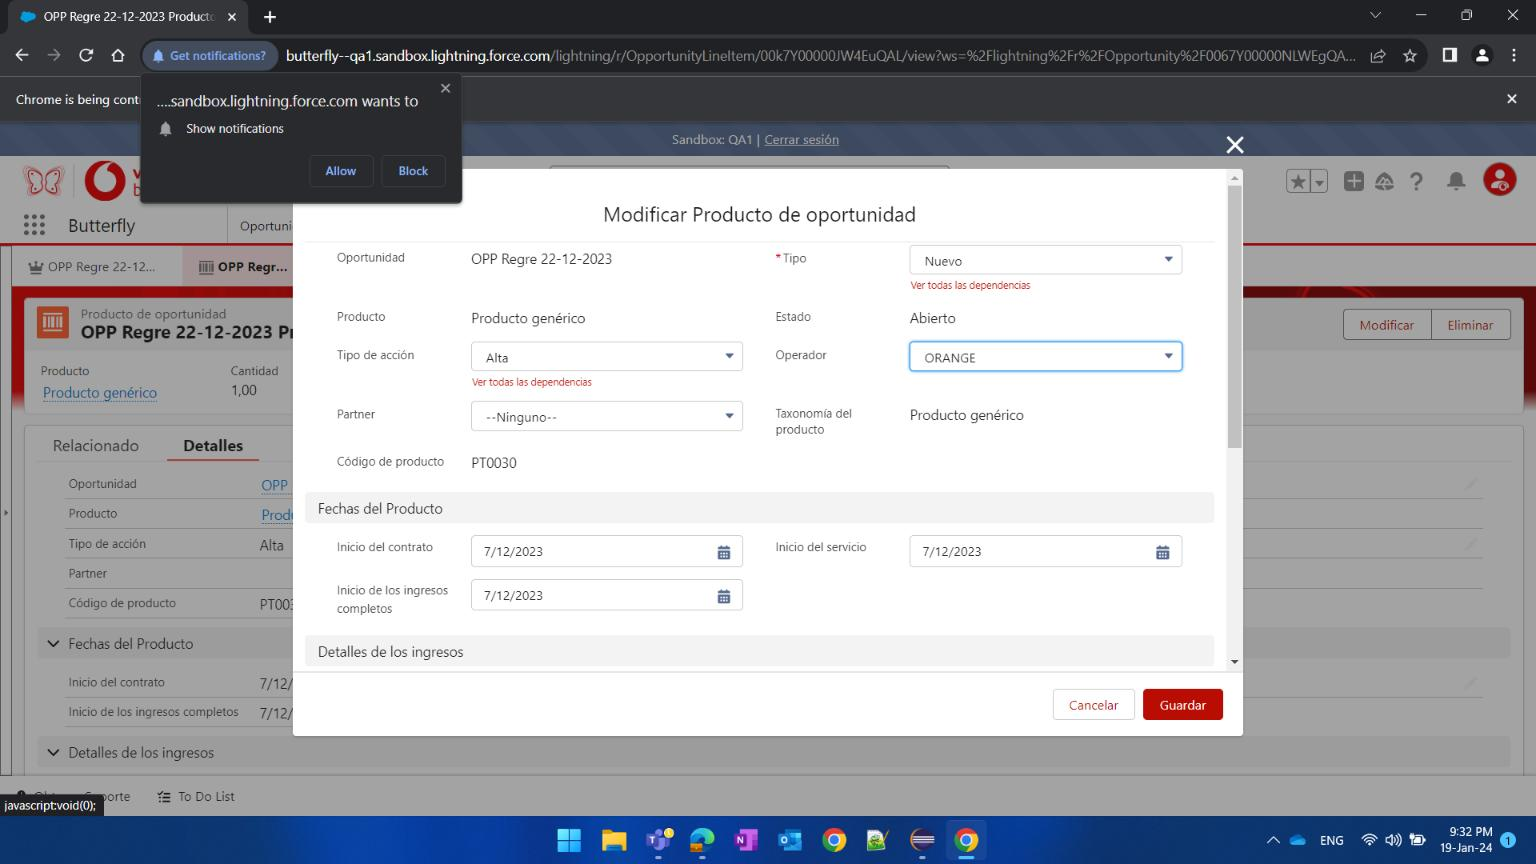 OPP Regre 22-12-2023 Producto
Get notifications?
butterfly--qa1.sandbox.lightning.force.com/lightning/r/OpportunityLineItem/00k7Y00000JW4EuQAL/view?ws=%2Flightning%2Fr%2FOpportunity%2F0067Y00000NLWEgQA...
Chrome is being cont
....sandbox.lightning.force.com wants to
Show notifications
Allow
Block
Sandbox: QA1 | Cerrar sesión
Butterfly
Oportuni
OPP Regre 22-12...
OPP Regr...
Producto de oportunidad
OPP Regre 22-12-2023 P
Modificar
Eliminar
Producto
Cantidad
Producto genérico
1,00
Relacionado
Detalles
Oportunidad
OPP
Producto
Prod
Tipo de acción
Alta
Partner
Código de producto
PT003
Fechas del Producto
Inicio del contrato
7/12/
Inicio de los ingresos completos
7/12/
Detalles de los ingresos
Modificar Producto de oportunidad
Oportunidad
OPP Regre 22-12-2023
*Tipo
Nuevo
Ver todas las dependencias
Producto
Producto genérico
Estado
Abierto
Tipo de acción
Alta
Ver todas las dependencias
Operador
ORANGE
Partner
--Ninguno--
Taxonomía del
producto
Producto genérico
Código de producto
PT0030
Fechas del Producto
Inicio del contrato
7/12/2023
Inicio del servicio
7/12/2023
Inicio de los ingresos
completos
7/12/2023
Detalles de los ingresos
Cancelar
Guardar
To Do List
javascript:void(0);
ENG
9:32 PM
19-Jan-24
1